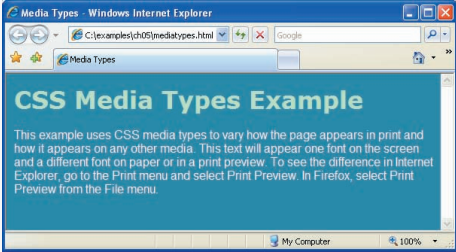 Media Types - Windows Internet Explorer
C:\examples\ch05\mediatypes.html
Google
Media Types
CSS Media Types Example
This example uses CSS media types to vary how the page appears in print and
how it appears on any other media. This text will appear one font on the screen
and a different font on paper or in a print preview. To see the difference in Internet
Explorer, go to the Print menu and select Print Preview. In Firefox, select Print
Preview from the File menu.
My Computer
100%